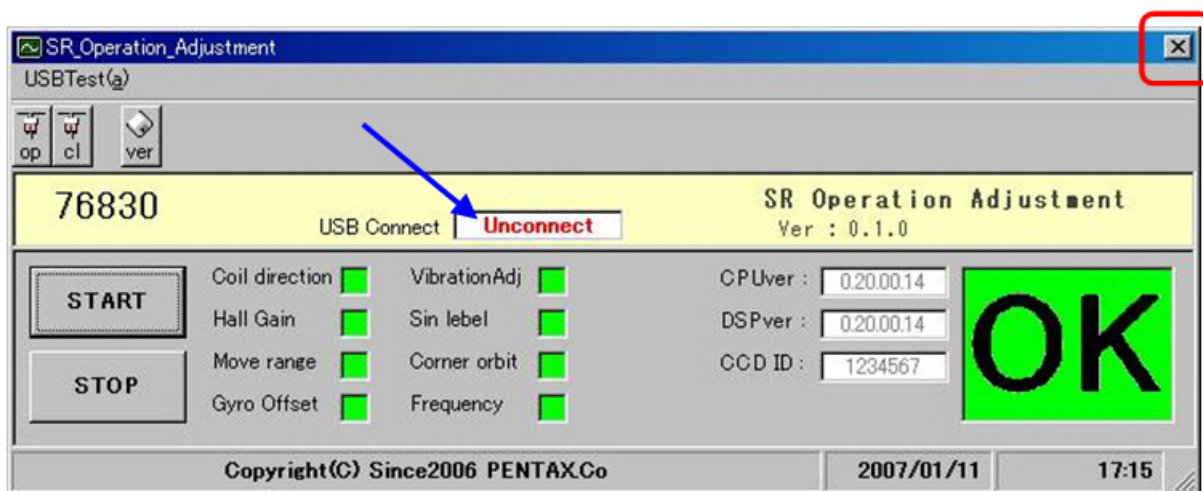 SR_Operation_Adjustment
USBTest(a)
op cl ver
76830
USB Connect Unconnect
SR Operation Adjustment
Ver : 0.1.0
START
STOP
Coil direction
Hall Gain
Move range
Gyro Offset
VibrationAdj
Sin lebel
Corner orbit
Frequency
CPUver : 0.20.00.14
DSPver : 0.20.00.14
CCD ID : 1234567
OK
Copyright(C) Since2006 PENTAX.Co 2007/01/11 17:15